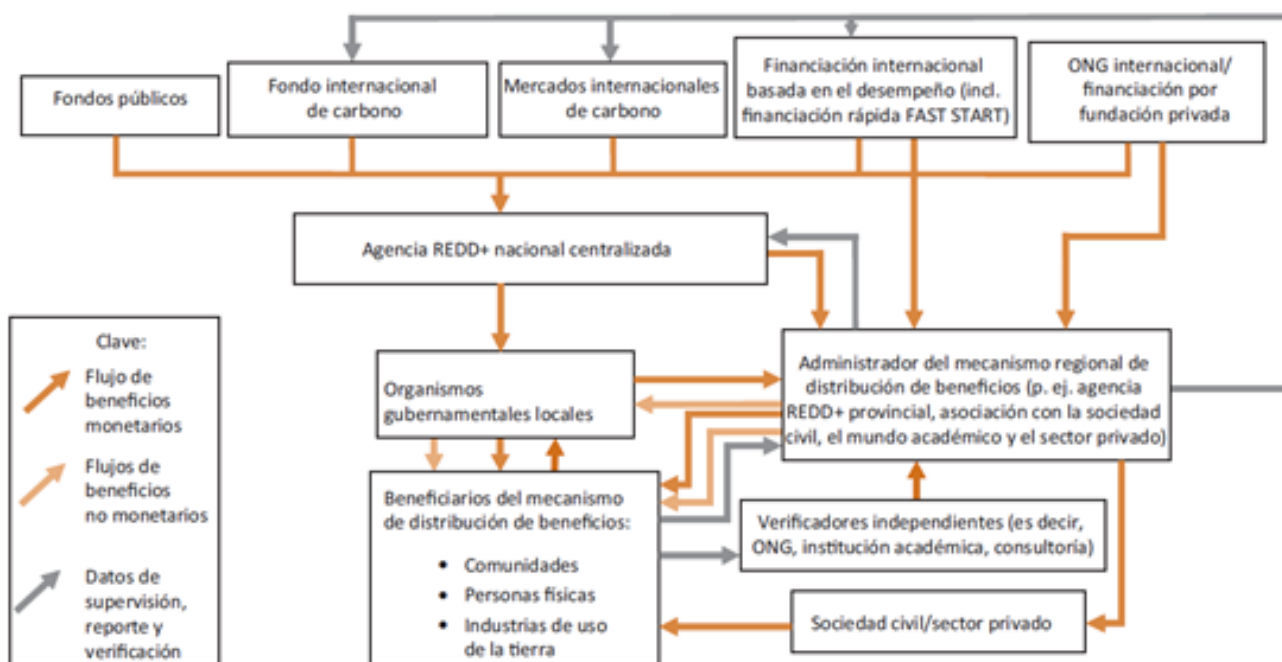 Fondos públicos
Fondo internacional
de carbono
Mercados internacionales
de carbono
Financiación internacional
basada en el desempeño (incl.
financiación rápida FAST START)
ONG internacional/
financiación por
fundación privada
Agencia REDD+ nacional centralizada
Clave:
Flujo de
beneficios
monetarios
Flujos de
beneficios
no monetarios
Datos de
supervisión,
reporte y
verificación
Organismos
gubernamentales locales
Administrador del mecanismo regional de
distribución de beneficios (p. ej. agencia
REDD+ provincial, asociación con la sociedad
civil, el mundo académico y el sector privado)
Beneficiarios del mecanismo
de distribución de beneficios:
• Comunidades
• Personas físicas
• Industrias de uso
de la tierra
Verificadores independientes (es decir,
ONG, institución académica, consultoría)
Sociedad civil/sector privado